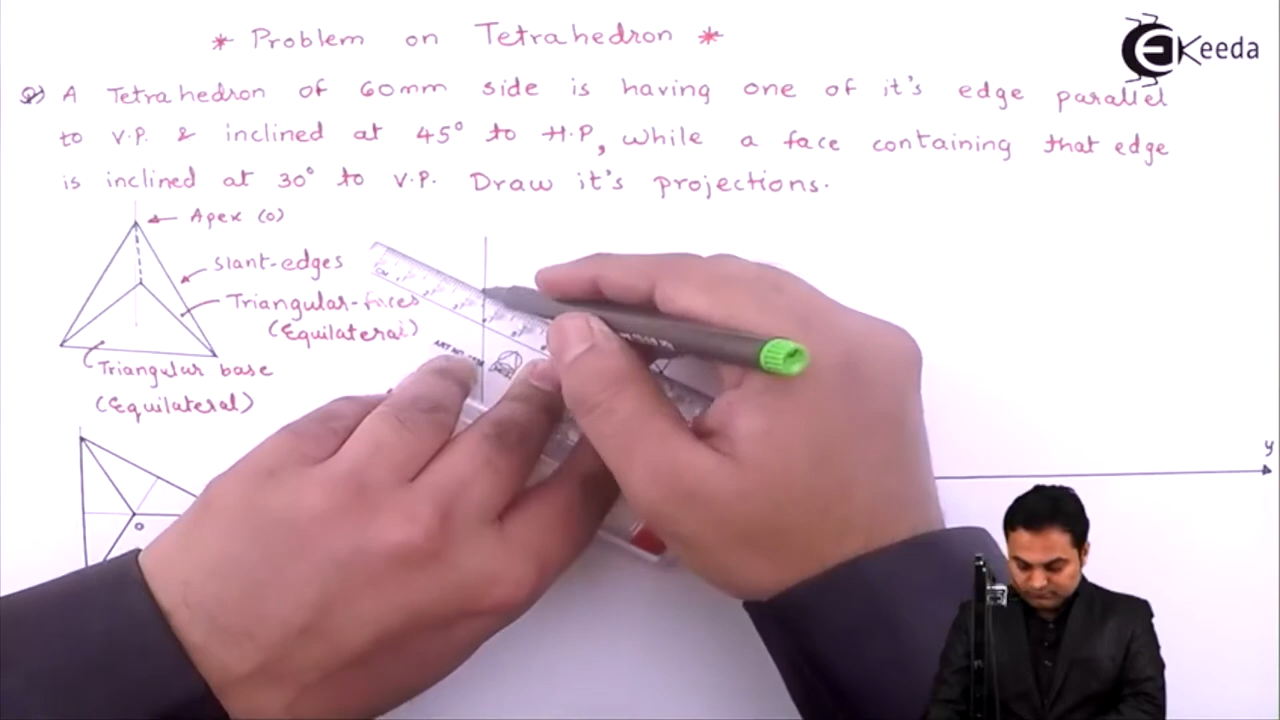 * Problem on Tetrahedron *
EKeeda
Q) A Tetrahedron of 60mm side is having one of it's edge parallel
to V.P. & inclined at 45° to H.P, while a face containing that edge
is inclined at 30° to V.P. Draw it's projections.
Apex (o)
slant-edges
Triangular-faces
(Equilateral)
Triangular base
(Equilateral)
o
y
CM